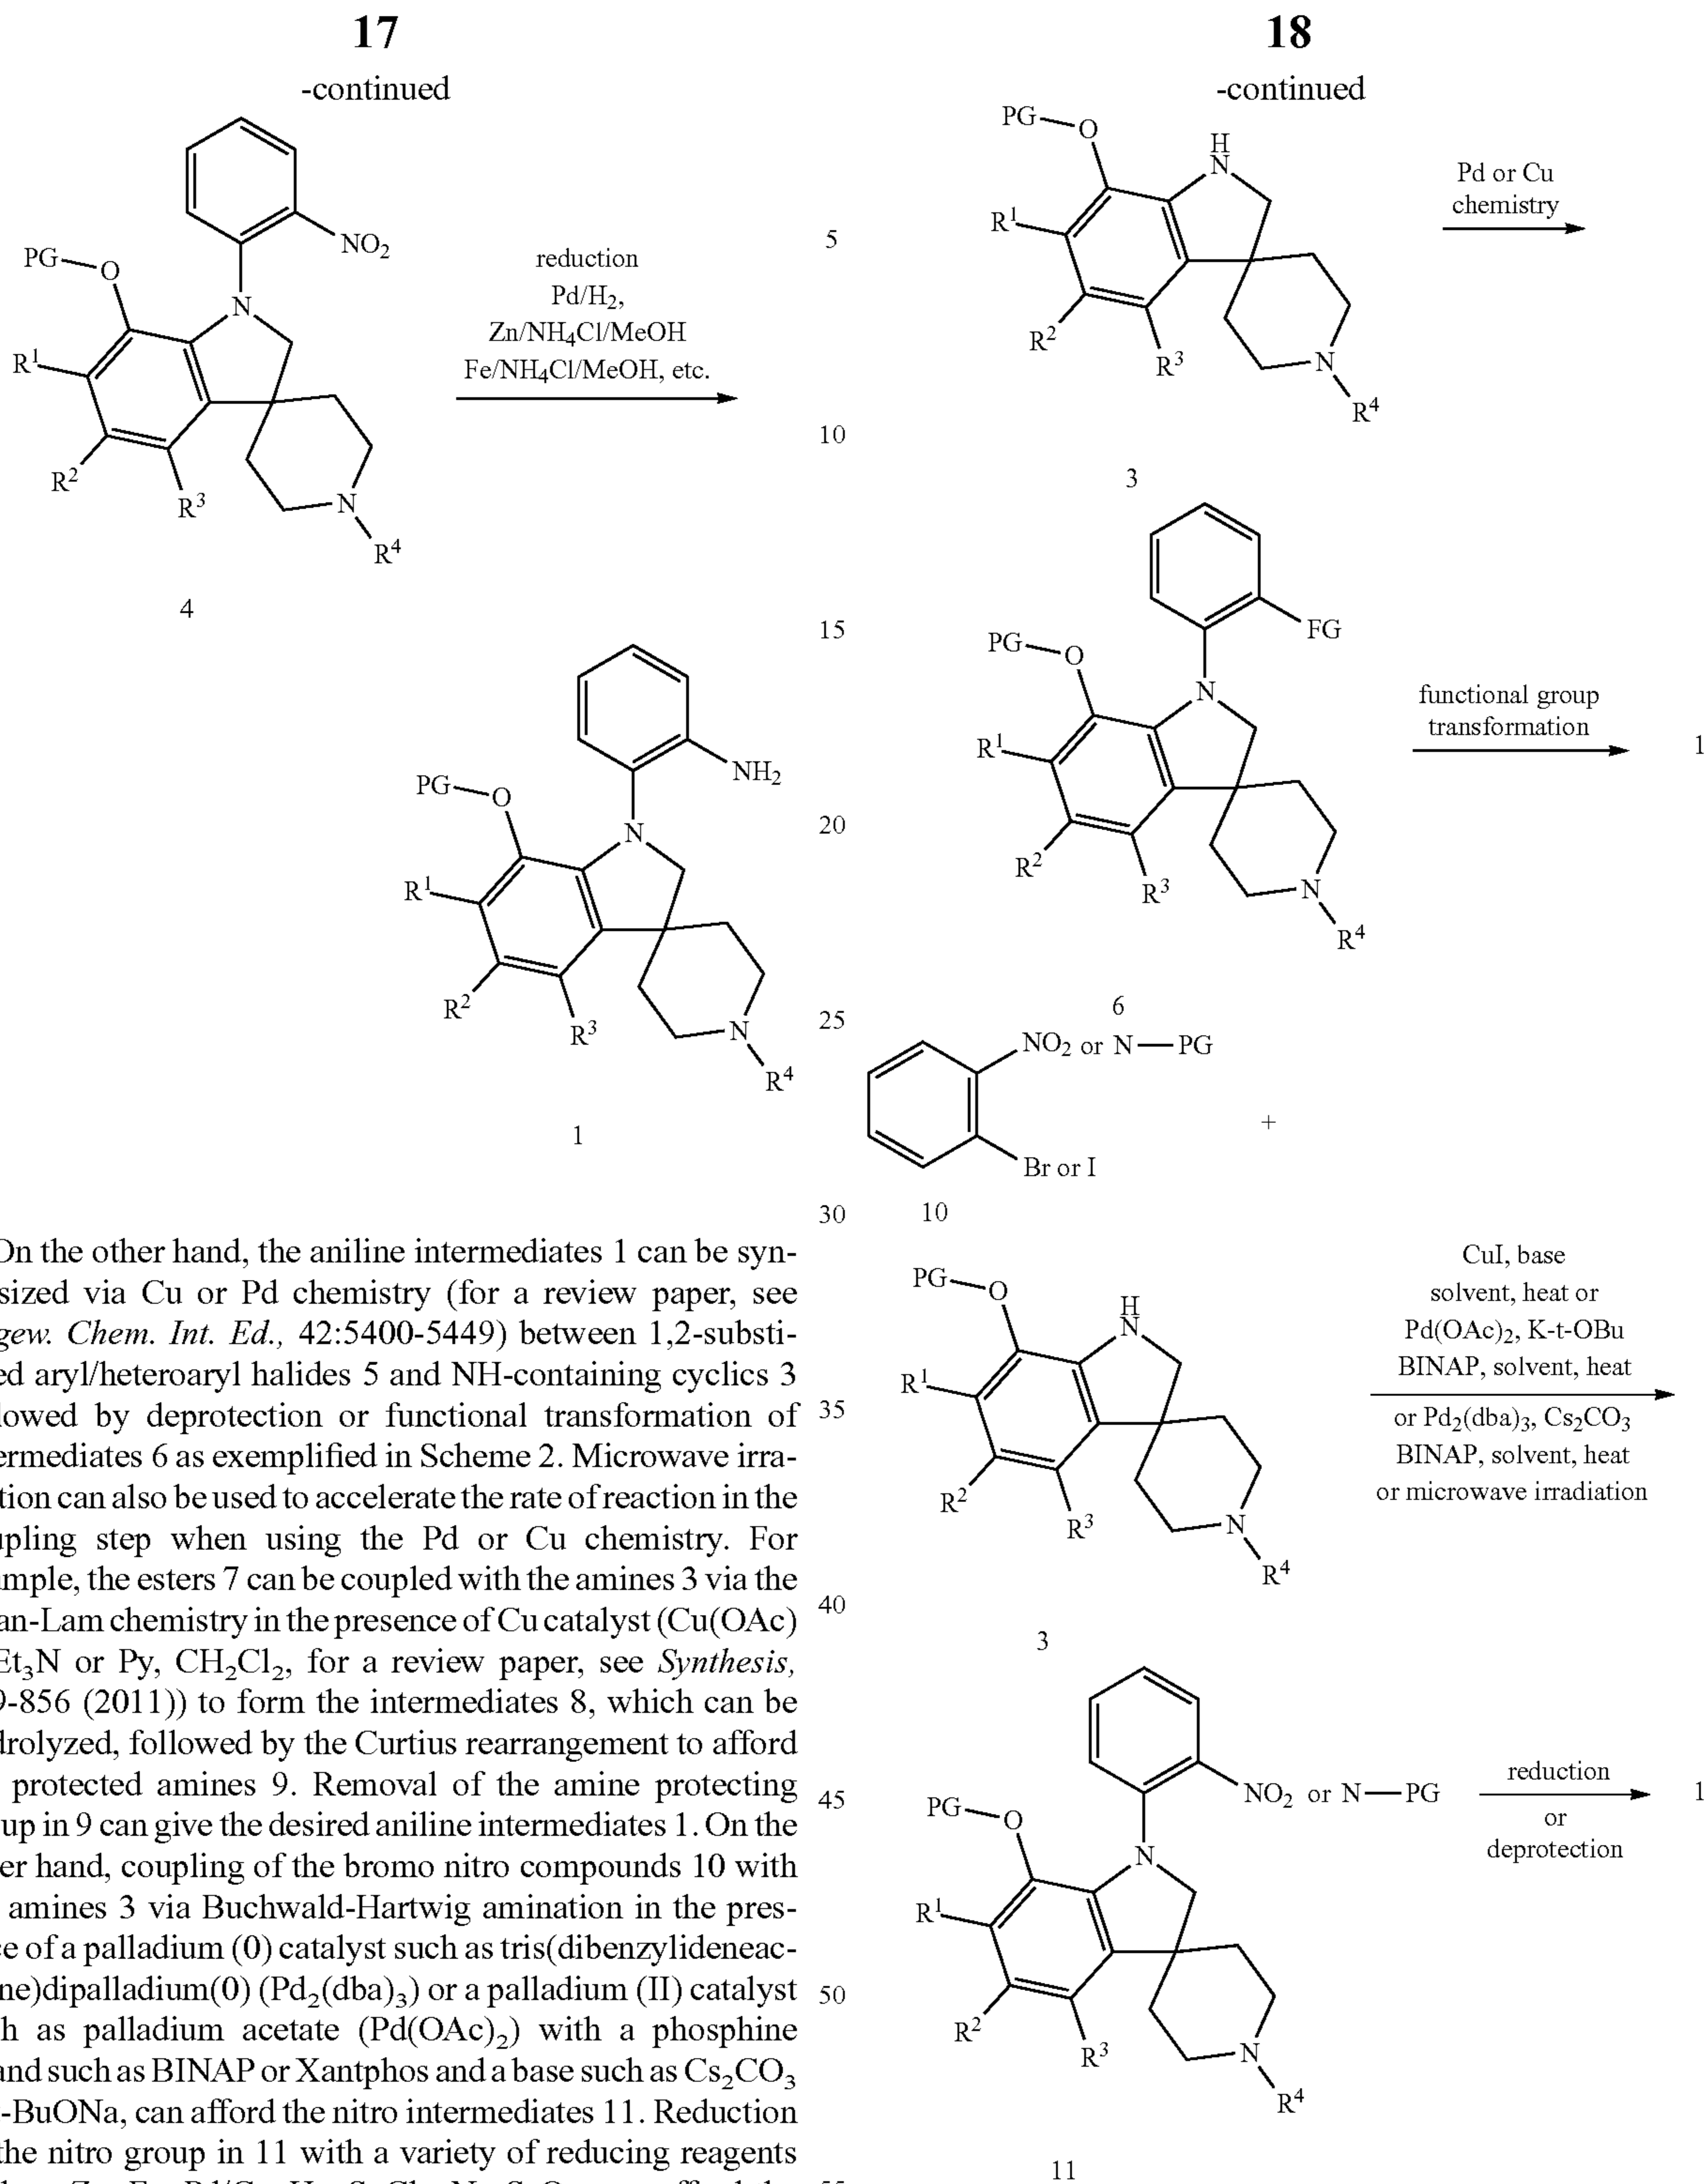 17
-continued
NO2
PG
O
N
R1
R2
R3
N
R4
4
reduction
Pd/H2,
Zn/NH4Cl/MeOH
Fe/NH4Cl/MeOH, etc.
NH2
PG
O
N
R1
R2
R3
N
R4
1
On the other hand, the aniline intermediates 1 can be syn-
sized via Cu or Pd chemistry (for a review paper, see
gew. Chem. Int. Ed., 42:5400-5449) between 1,2-substi-
ed aryl/heteroaryl halides 5 and NH-containing cyclics 3
lowed by deprotection or functional transformation of
ermediates 6 as exemplified in Scheme 2. Microwave irra-
tion can also be used to accelerate the rate of reaction in the
upling step when using the Pd or Cu chemistry. For
ample, the esters 7 can be coupled with the amines 3 via the
an-Lam chemistry in the presence of Cu catalyst (Cu(OAc)
Et3N or Py, CH2Cl2, for a review paper, see Synthesis,
9-856 (2011)) to form the intermediates 8, which can be
drolyzed, followed by the Curtius rearrangement to afford
protected amines 9. Removal of the amine protecting
up in 9 can give the desired aniline intermediates 1. On the
er hand, coupling of the bromo nitro compounds 10 with
amines 3 via Buchwald-Hartwig amination in the pres-
ce of a palladium (0) catalyst such as tris(dibenzylideneac-
ne)dipalladium(0) (Pd2(dba)3) or a palladium (II) catalyst
h as palladium acetate (Pd(OAc)2) with a phosphine
and such as BINAP or Xantphos and a base such as Cs2CO3
-BuONa, can afford the nitro intermediates 11. Reduction
the nitro group in 11 with a variety of reducing reagents
5
10
15
20
25
30
35
40
45
50
18
-continued
PG
O
H
N
R1
R2
R3
N
R4
3
Pd or Cu
chemistry
FG
PG
O
N
R1
R2
R3
N
R4
6
functional group
transformation
1
NO2 or N—PG
Br or I
+
10
PG
O
H
N
R1
R2
R3
N
R4
3
CuI, base
solvent, heat or
Pd(OAc)2, K-t-OBu
BINAP, solvent, heat
or Pd2(dba)3, Cs2CO3
BINAP, solvent, heat
or microwave irradiation
NO2 or N—PG
PG
O
N
R1
R2
R3
N
R4
11
reduction
or
deprotection
1